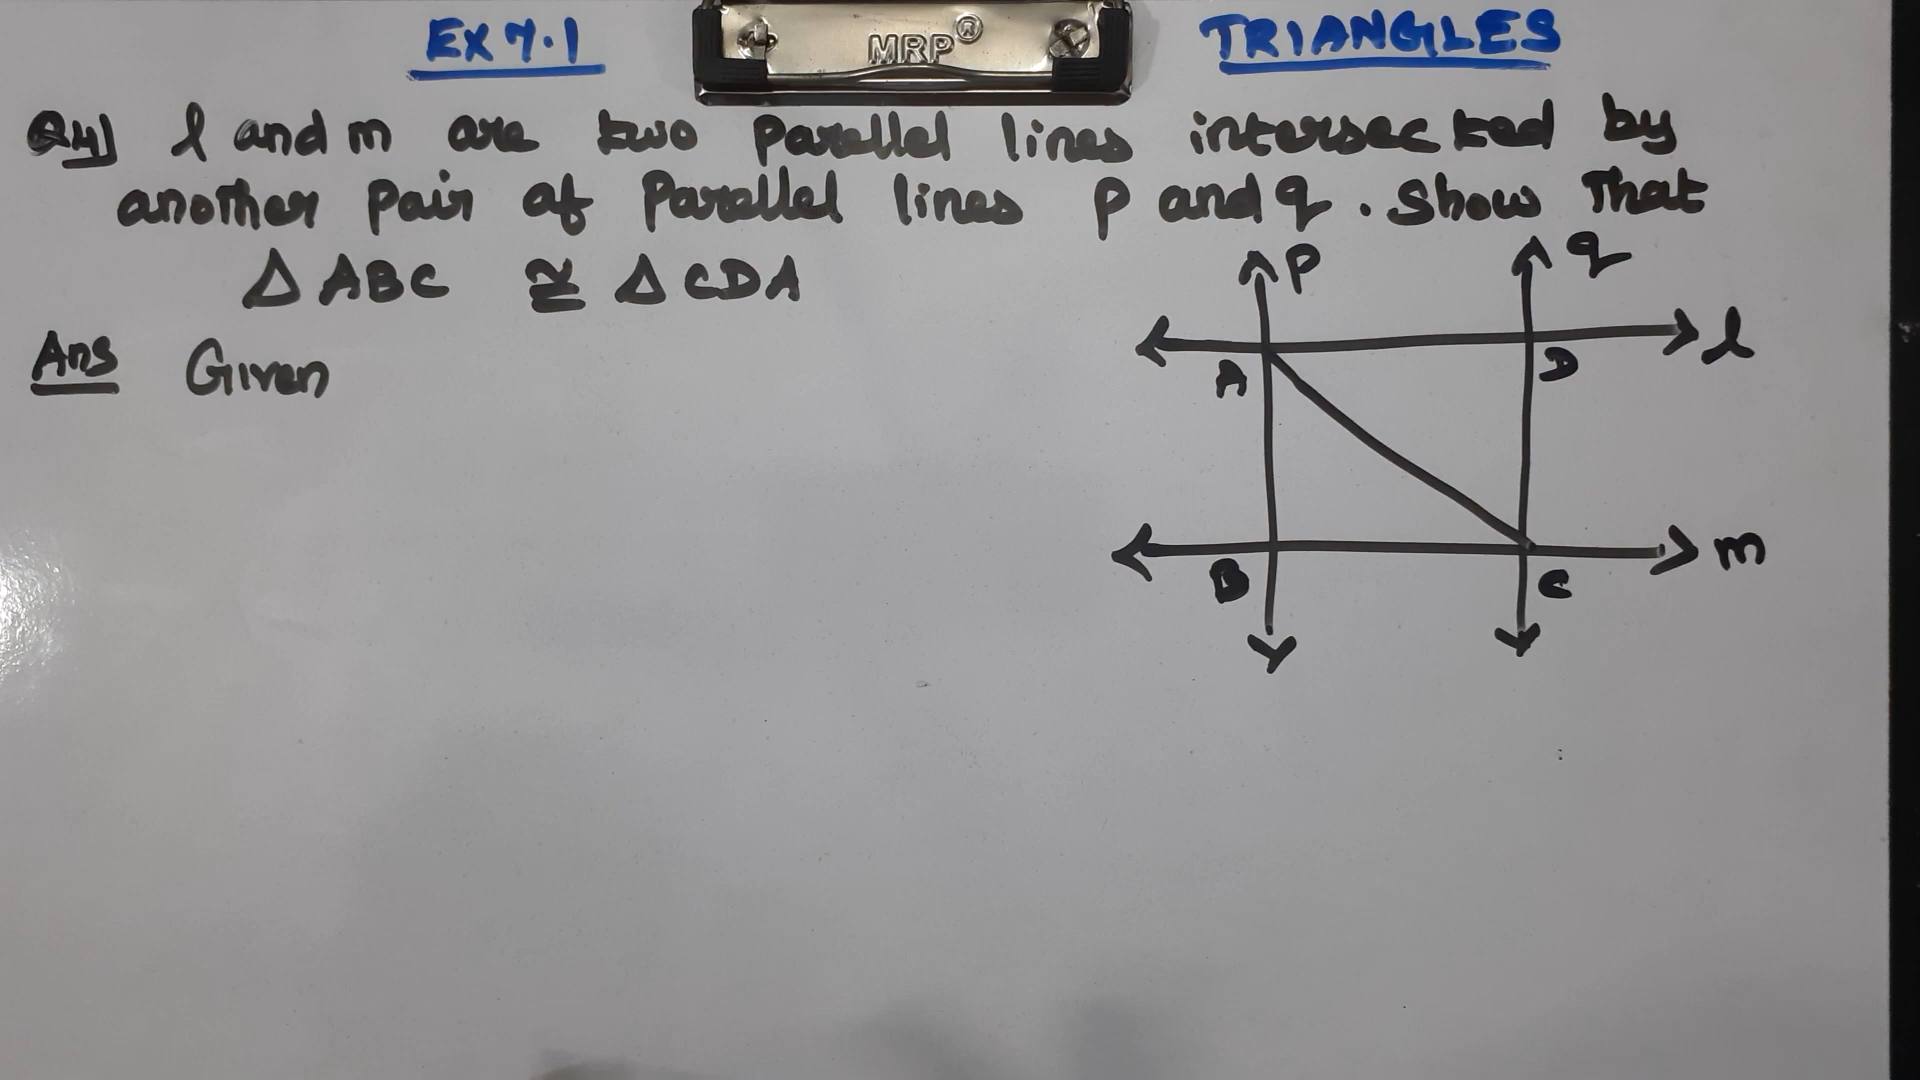 EX 7.1
MRP®
TRIANGLES
Q4) l and m are two parallel lines intersected by
another pair of Parallel lines p and q. Show that
Δ ABC ≅ Δ CDA
Ans Given
p
q
l
A
D
m
B
C